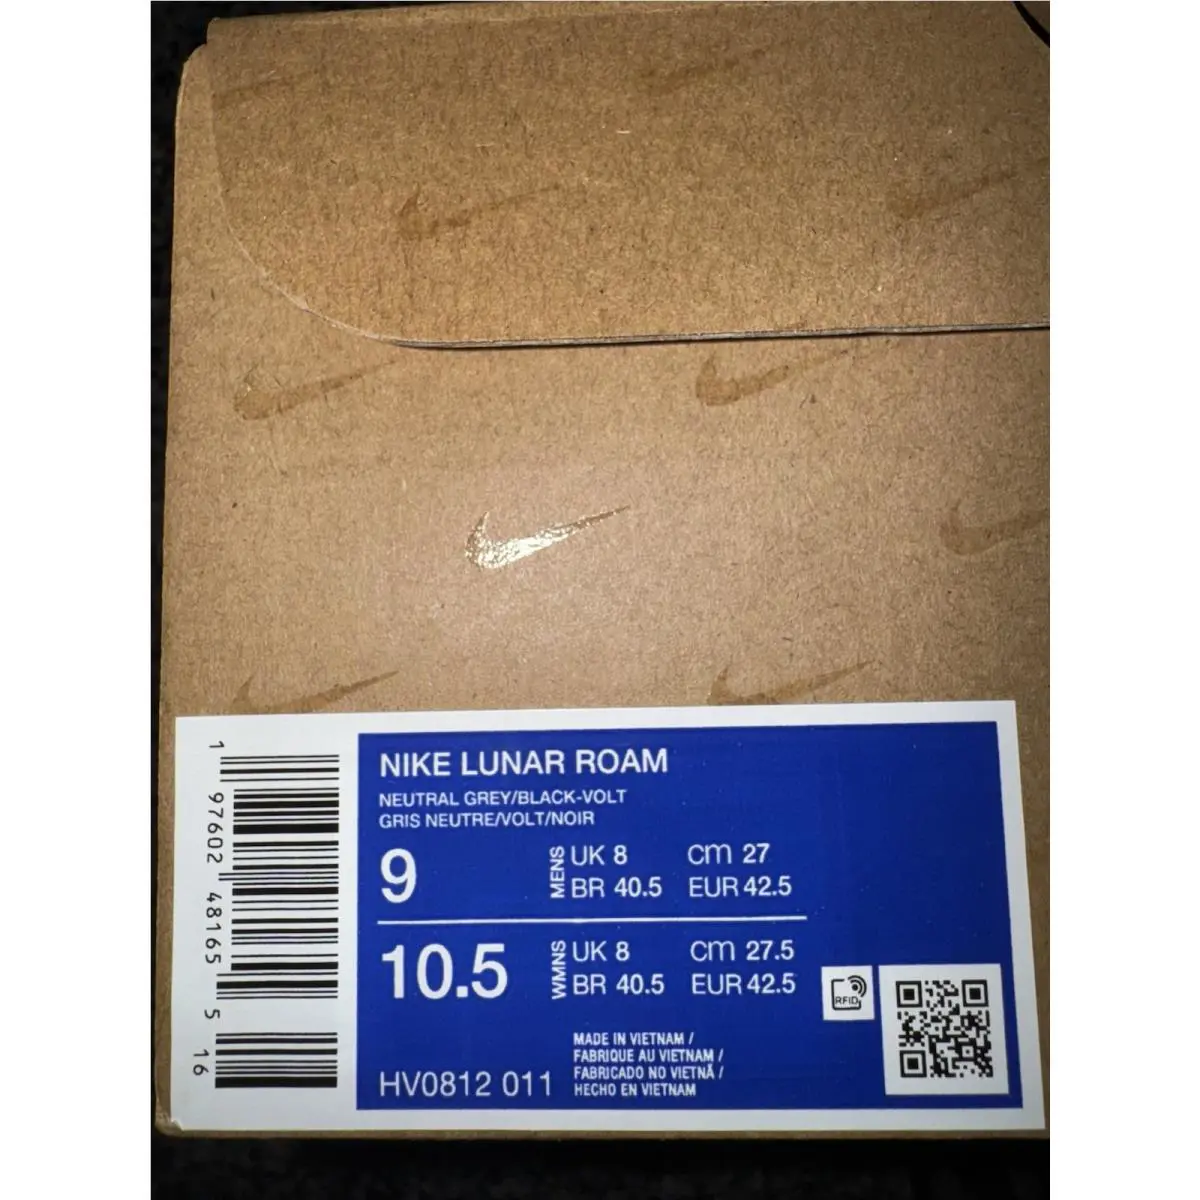 NIKE LUNAR ROAM
NEUTRAL GREY/BLACK-VOLT
GRIS NEUTRE/VOLT/NOIR
9 MENS UK 8 cm 27
BR 40.5 EUR 42.5
10.5 WMNS UK 8 cm 27.5
BR 40.5 EUR 42.5
RFID
MADE IN VIETNAM /
FABRIQUE AU VIETNAM /
FABRICADO NO VIETNÃ /
HECHO EN VIETNAM
HV0812 011
1 97602 48165 5 16